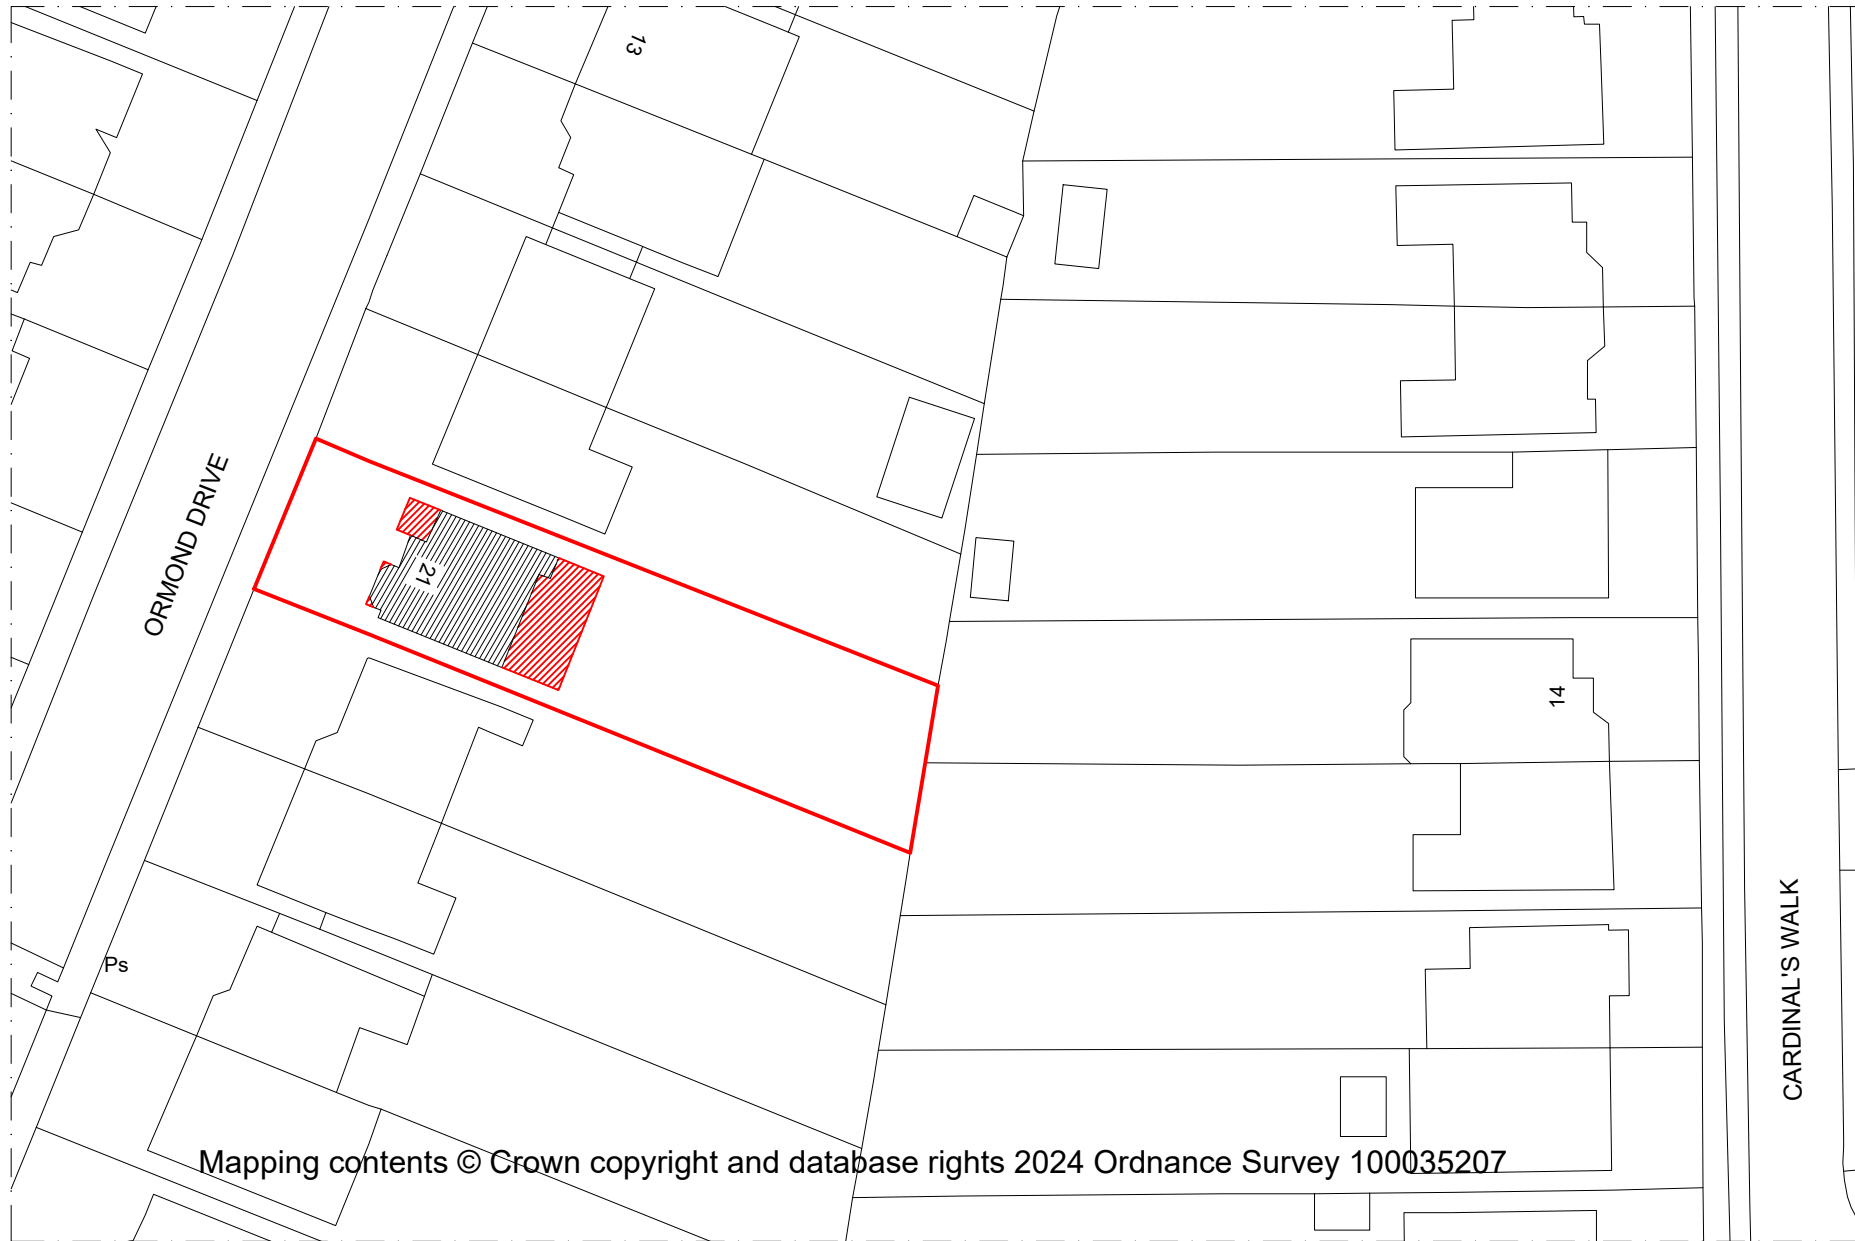 13
ORMOND DRIVE
21
14
Ps
CARDINAL'S WALK
Mapping contents © Crown copyright and database rights 2024 Ordnance Survey 100035207